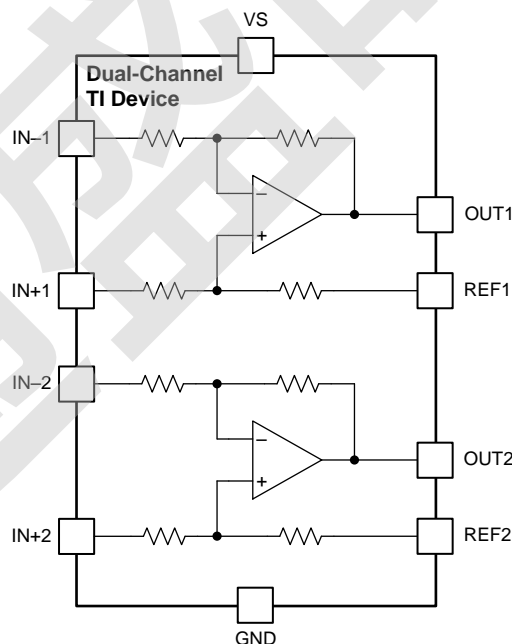 VS
Dual-Channel
TI Device
IN–1
OUT1
IN+1
REF1
IN–2
OUT2
IN+2
REF2
GND